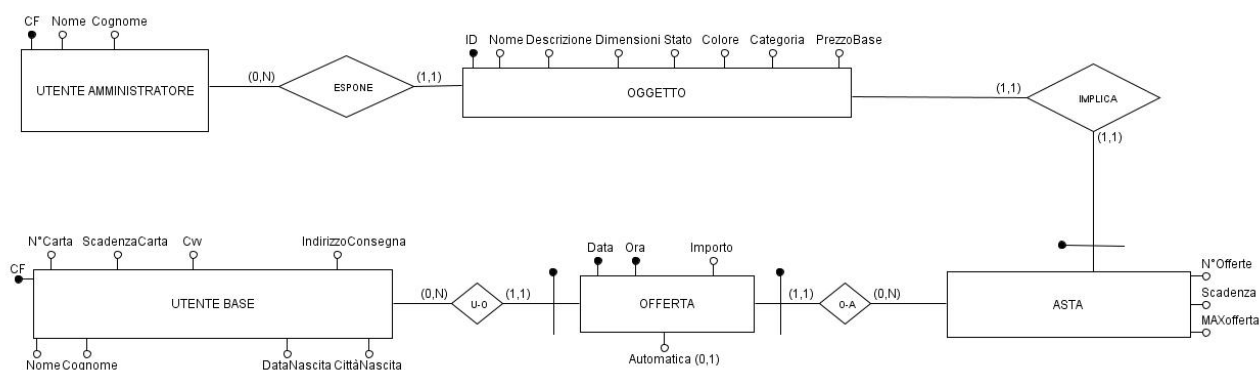 CF Nome Cognome
ID Nome Descrizione Dimensioni Stato Colore Categoria PrezzoBase
UTENTE AMMINISTRATORE (0,N) ESPONE (1,1) OGGETTO (1,1) IMPLICA
(1,1)
N°Carta ScadenzaCarta Cvv IndirizzoConsegna
Data Ora Importo
CF
UTENTE BASE (0,N) U-O (1,1) OFFERTA (1,1) O-A (0,N) ASTA
N°Offerte
Scadenza
MAXofferta
Nome Cognome DataNascita CittàNascita
Automatica (0,1)